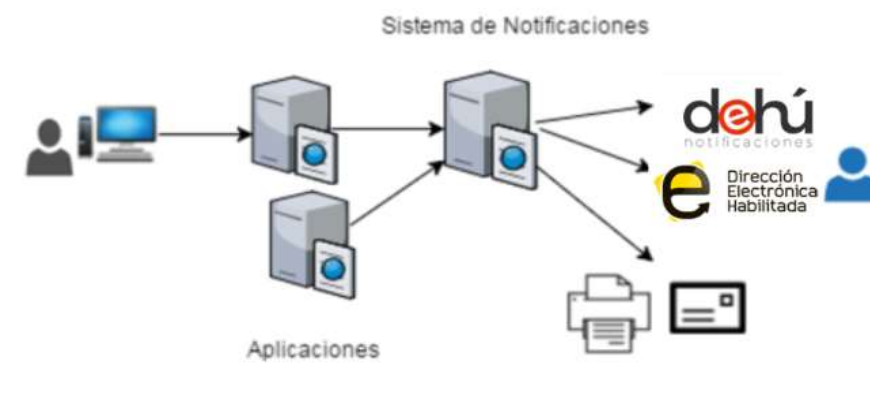 Sistema de Notificaciones
dehú
notificaciones
Dirección
Electrónica
Habilitada
Aplicaciones